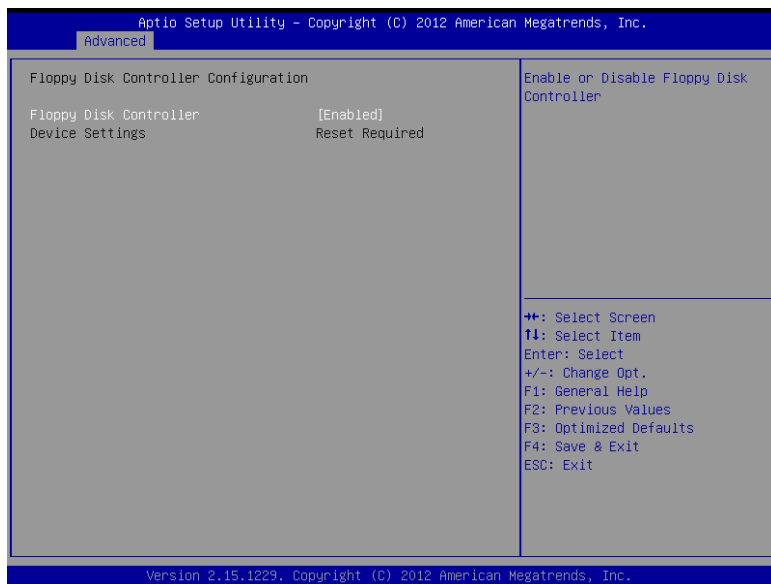 Aptio Setup Utility – Copyright (C) 2012 American Megatrends, Inc.
Advanced
Floppy Disk Controller Configuration
Floppy Disk Controller [Enabled]
Device Settings Reset Required
Enable or Disable Floppy Disk
Controller
→←: Select Screen
↑↓: Select Item
Enter: Select
+/-: Change Opt.
F1: General Help
F2: Previous Values
F3: Optimized Defaults
F4: Save & Exit
ESC: Exit
Version 2.15.1229. Copyright (C) 2012 American Megatrends, Inc.